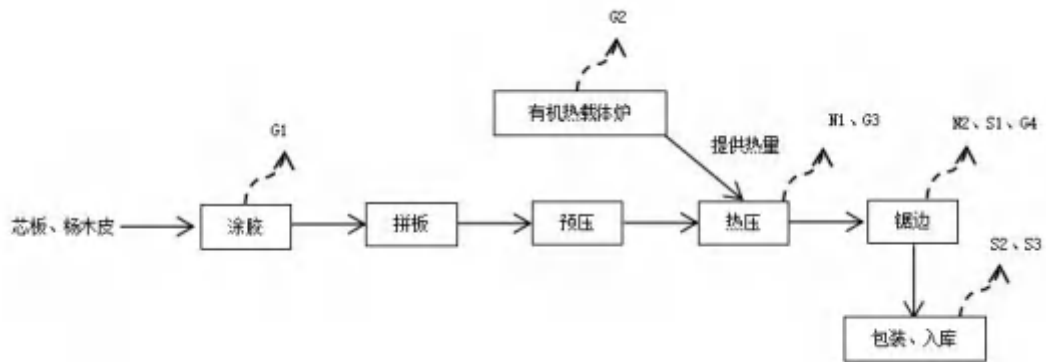 G2
有机热载体炉
G1
提供热量
N1、G3
N2、S1、G4
芯板、杨木皮
涂胶
拼板
预压
热压
锯边
S2、S3
包装、入库